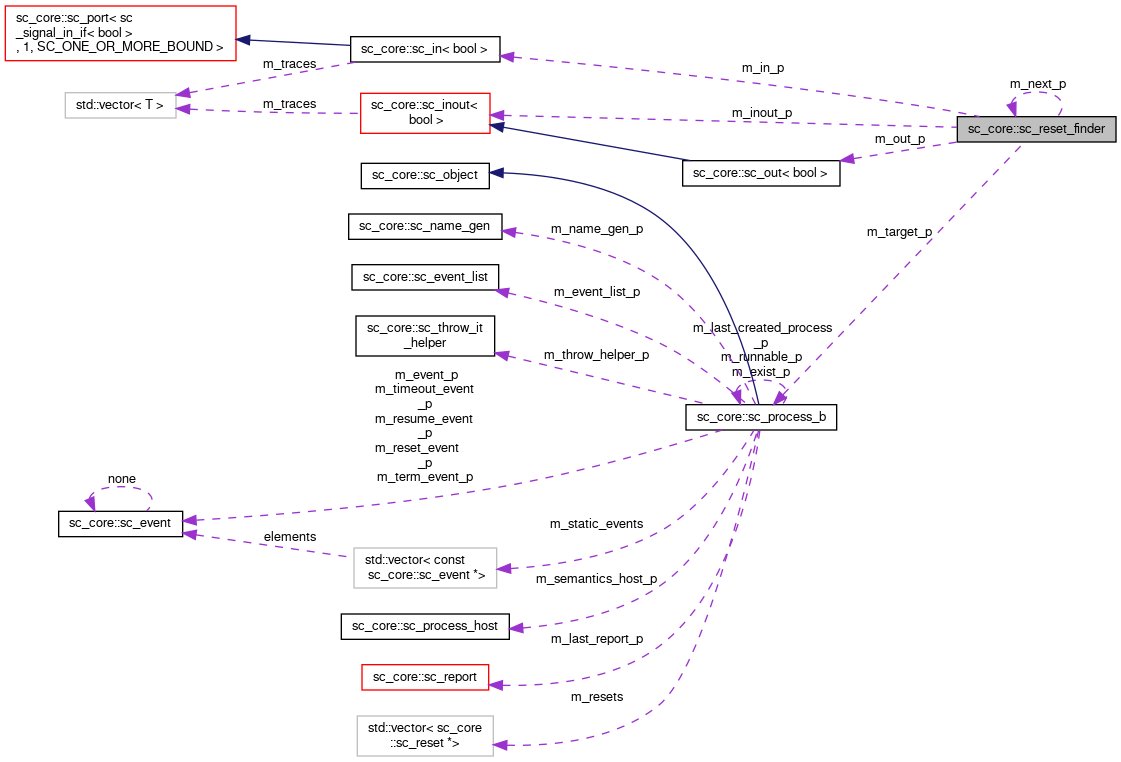 sc_core::sc_port< sc
_signal_in_if< bool >
, 1, SC_ONE_OR_MORE_BOUND >
sc_core::sc_in< bool >
m_traces
m_in_p
m_next_p
std::vector< T >
m_traces
sc_core::sc_inout<
bool >
m_inout_p
sc_core::sc_reset_finder
m_out_p
sc_core::sc_object
sc_core::sc_out< bool >
sc_core::sc_name_gen
m_name_gen_p
m_target_p
sc_core::sc_event_list
m_event_list_p
sc_core::sc_throw_it
_helper
m_throw_helper_p
m_last_created_process
_p
m_runnable_p
m_exist_p
m_event_p
m_timeout_event
_p
m_resume_event
_p
m_reset_event
_p
m_term_event_p
sc_core::sc_process_b
none
sc_core::sc_event
elements
m_static_events
std::vector< const
sc_core::sc_event *>
m_semantics_host_p
sc_core::sc_process_host
m_last_report_p
sc_core::sc_report
m_resets
std::vector< sc_core
::sc_reset *>